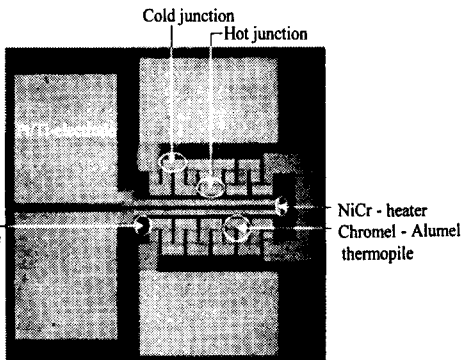 Cold junction
Hot junction
NiCr - heater
Chromel - Alumel
thermopile